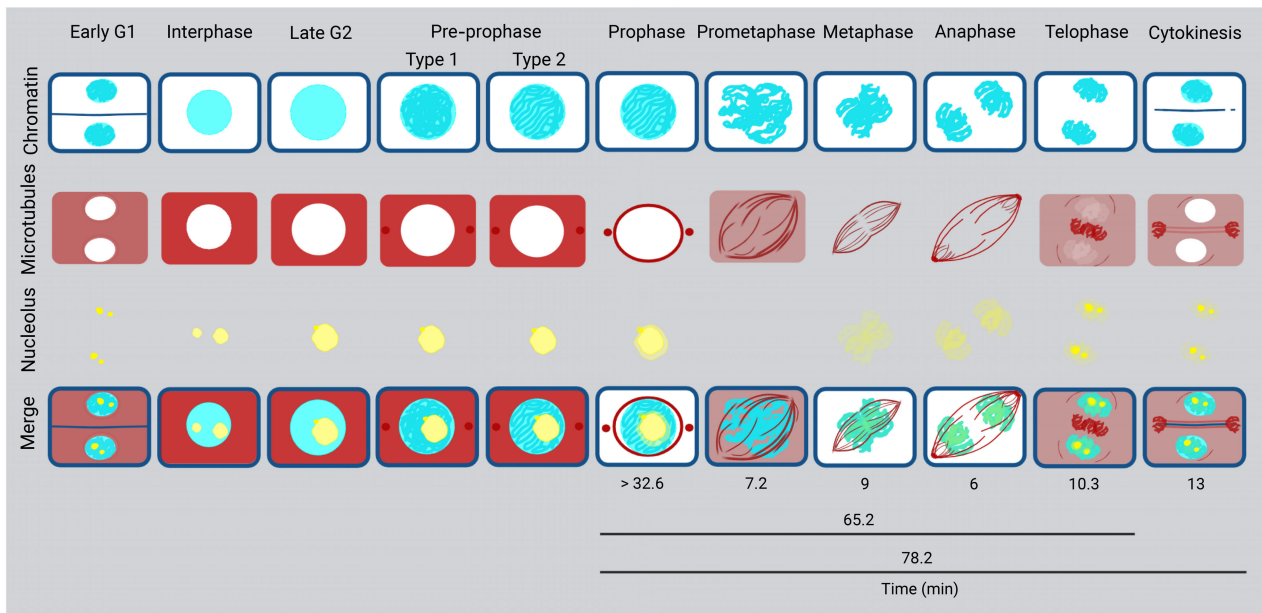 Early G1 Interphase Late G2 Pre-prophase Prophase Prometaphase Metaphase Anaphase Telophase Cytokinesis
Type 1 Type 2
Chromatin
Microtubules
Nucleolus
Merge
> 32.6 7.2 9 6 10.3 13
65.2
78.2
Time (min)